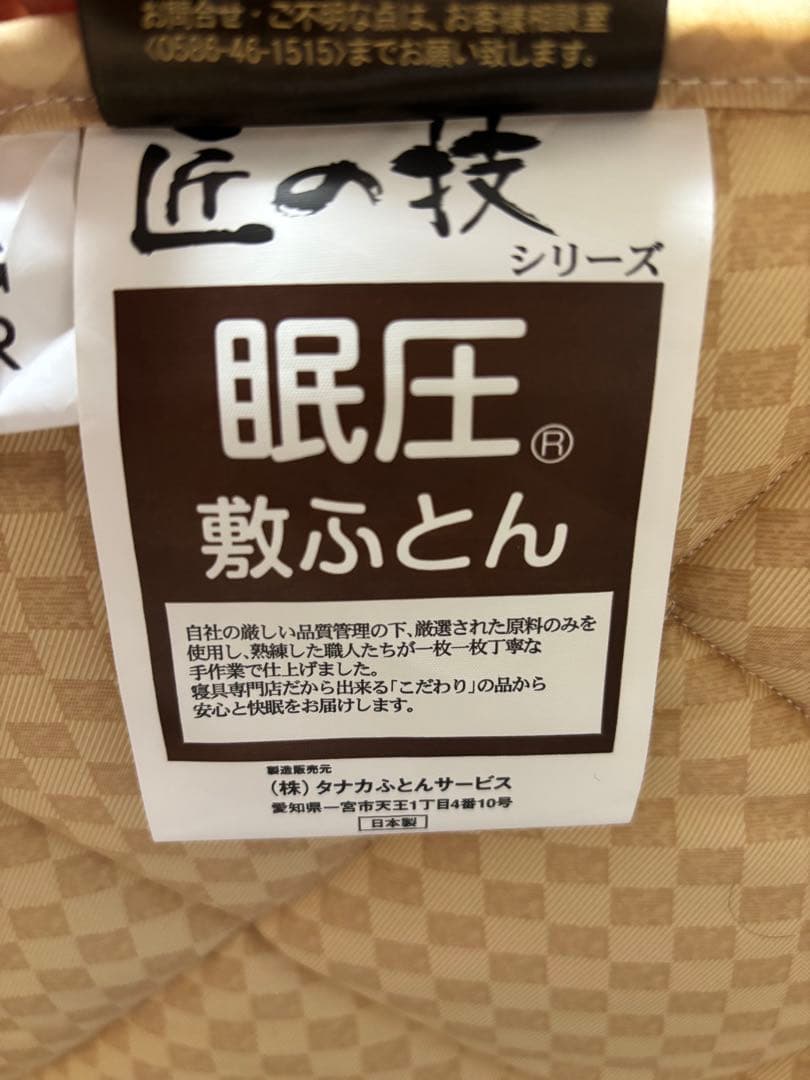 お問合せ・ご不明な点は、お客様相談室
〈0586-46-1515〉までお願い致します。
匠の技
シリーズ
眠圧®
敷ふとん
自社の厳しい品質管理の下、厳選された原料のみを
使用し、熟練した職人たちが一枚一枚丁寧な
手作業で仕上げました。
寝具専門店だから出来る「こだわり」の品から
安心と快眠をお届けします。
製造販売元
(株)タナカふとんサービス
愛知県一宮市天王1丁目4番10号
日本製